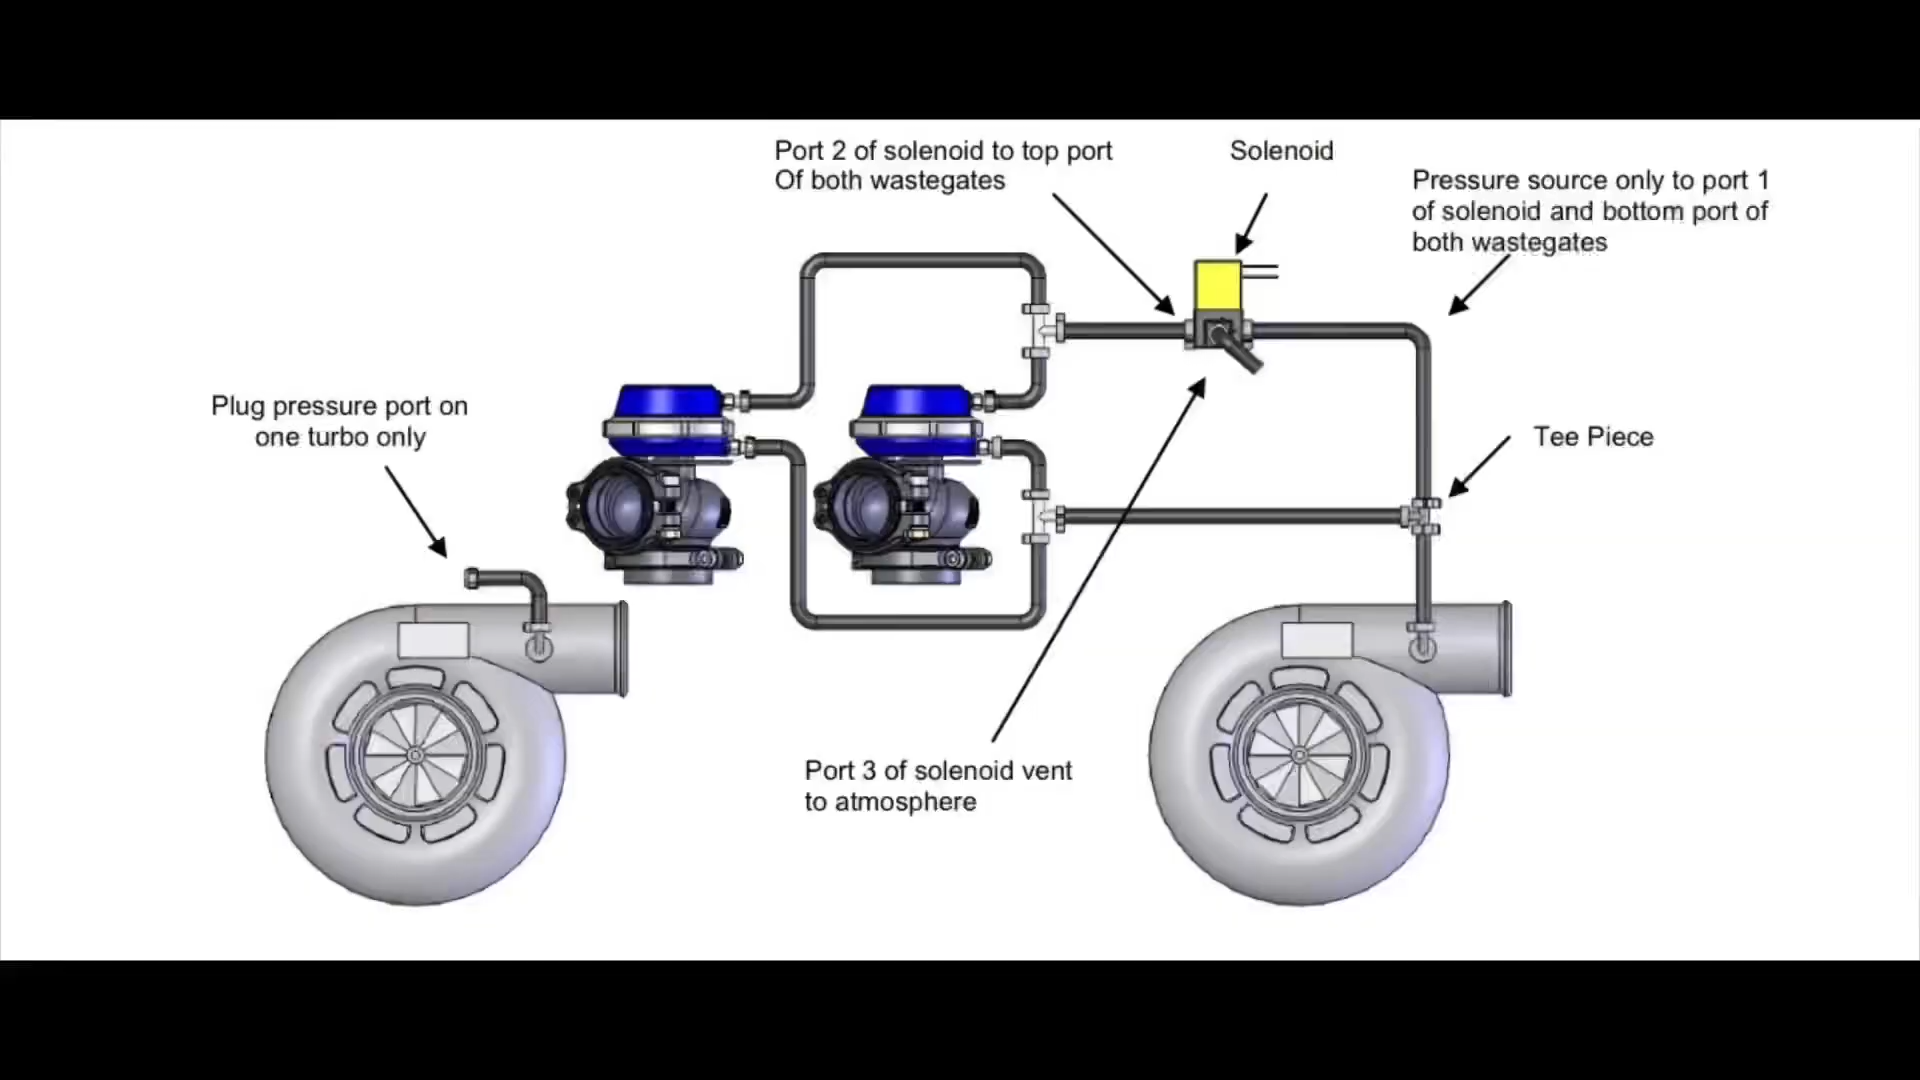 Port 2 of solenoid to top port
Of both wastegates
Solenoid
Pressure source only to port 1
of solenoid and bottom port of
both wastegates
Plug pressure port on
one turbo only
Tee Piece
Port 3 of solenoid vent
to atmosphere